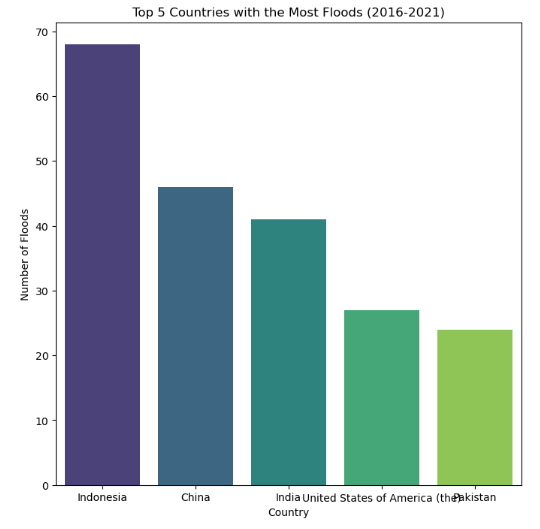 Top 5 Countries with the Most Floods (2016-2021)
Number of Floods
70
60
50
40
30
20
10
0
Indonesia China India United States of America (the) Pakistan
Country